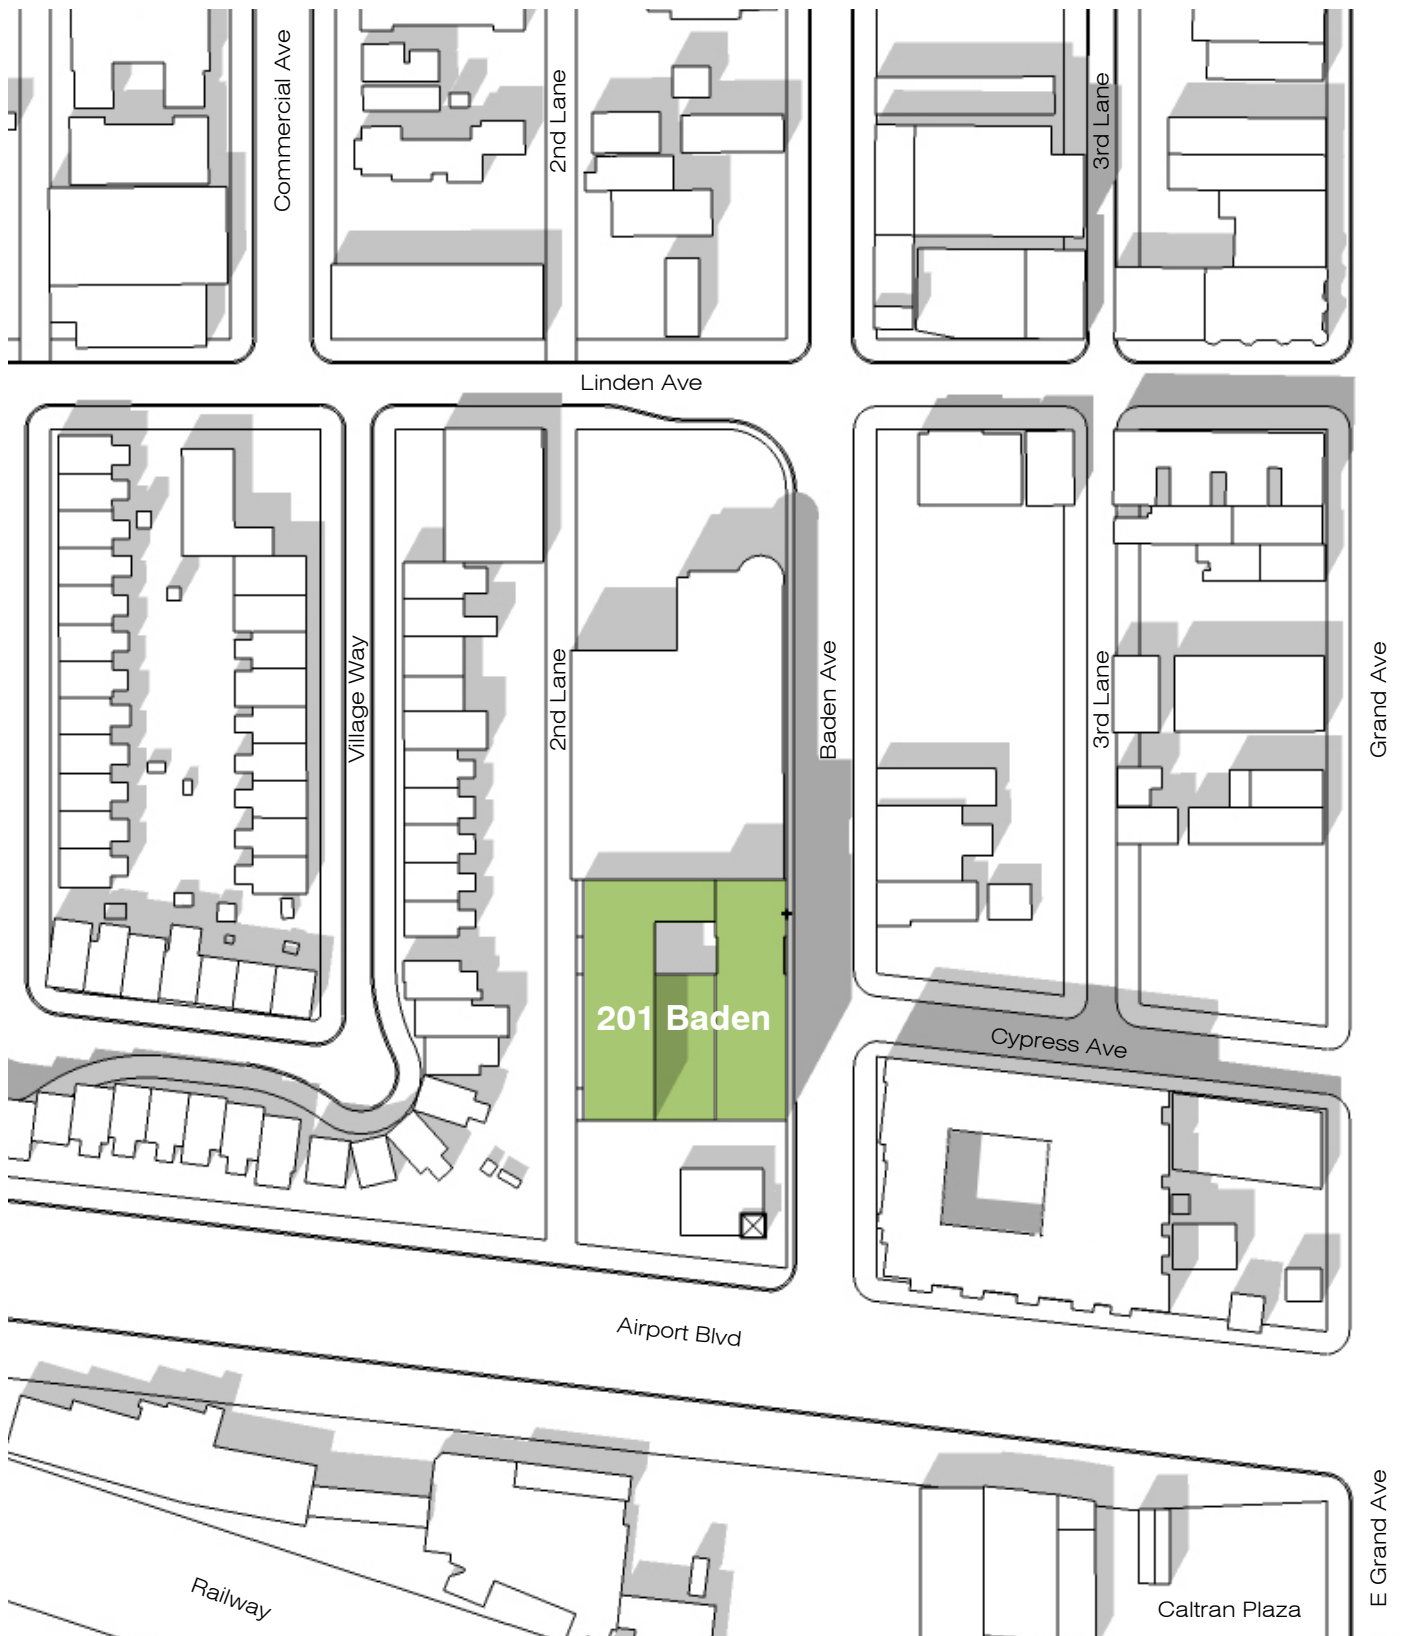 Commercial Ave
2nd Lane
3rd Lane
Linden Ave
Village Way
2nd Lane
Baden Ave
3rd Lane
Grand Ave
201 Baden
Cypress Ave
Airport Blvd
Railway
Caltran Plaza
E Grand Ave